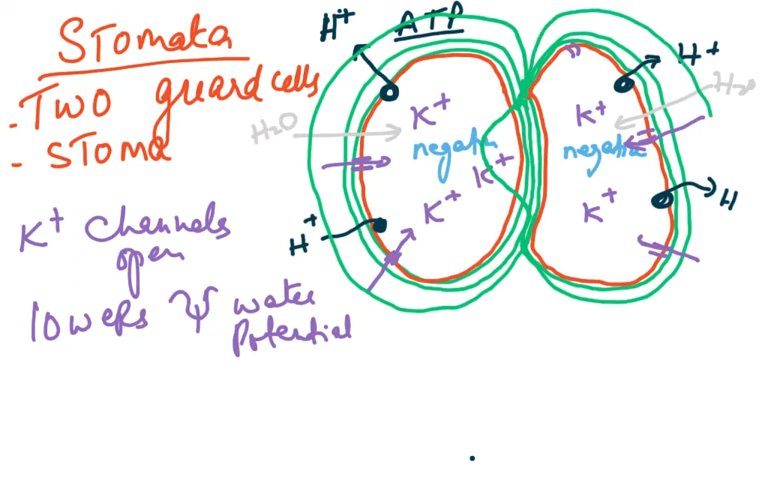 Stomata
- Two guard cells
- Stoma
K+ channels
open
lowers Ψ water
potential
H+
ATP
H+
H2O
H2O
K+
negative
K+
K+
K+
negative
K+
H+
H